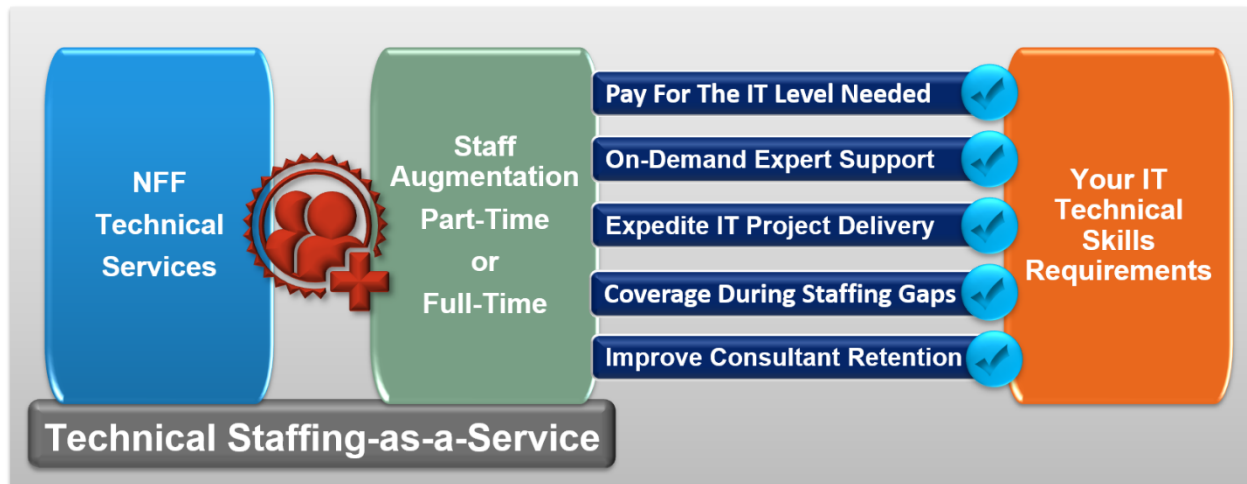 NFF
Technical
Services
Staff
Augmentation
Part-Time
or
Full-Time
Pay For The IT Level Needed
On-Demand Expert Support
Expedite IT Project Delivery
Coverage During Staffing Gaps
Improve Consultant Retention
Your IT
Technical
Skills
Requirements
Technical Staffing-as-a-Service